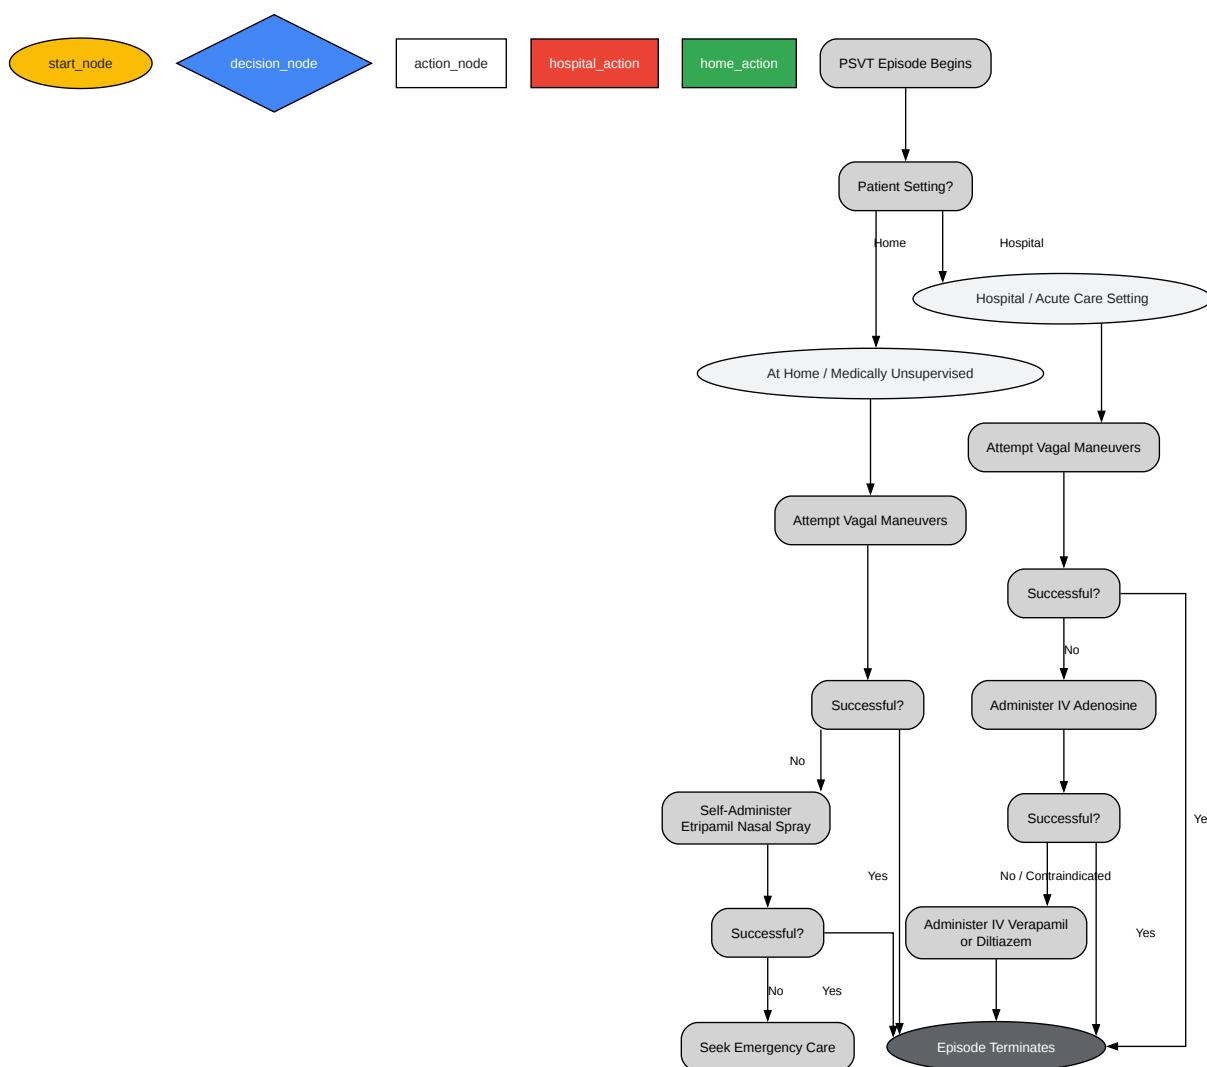 start_node
decision_node
action_node
hospital_action
home_action
PSVT Episode Begins
Patient Setting?
Home
Hospital
Hospital / Acute Care Setting
At Home / Medically Unsupervised
Attempt Vagal Maneuvers
Attempt Vagal Maneuvers
Successful?
No
Successful?
Administer IV Adenosine
No
Self-Administer
Etripamil Nasal Spray
Successful?
Ye
Yes
No / Contraindicated
Successful?
Administer IV Verapamil
or Diltiazem
Yes
No
Yes
Seek Emergency Care
Episode Terminates